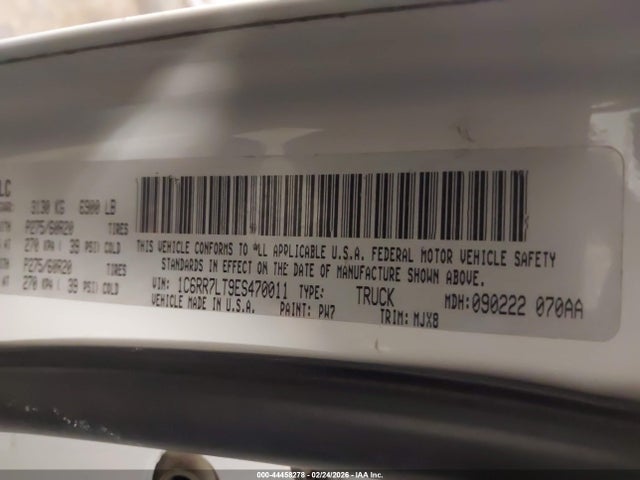 LC
3130 KG 6900 LB
P275/60R20 TIRES
270 KPA ( 39 PSI) COLD
P275/60R20 TIRES
270 KPA ( 39 PSI) COLD
THIS VEHICLE CONFORMS TO *LL APPLICABLE U.S.A. FEDERAL MOTOR VEHICLE SAFETY
STANDARDS IN EFFECT ON THE DATE OF MANUFACTURE SHOWN ABOVE.
VIN: 1C6RR7LT9ES470011 TYPE: TRUCK MDH:090222 070AA
VEHICLE MADE IN U.S.A. PAINT: PW7 TRIM: MJX8
000-44458278 - 02/24/2026 - IAA Inc.